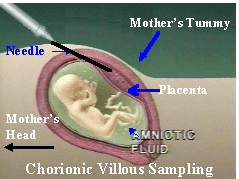 Mother's Tummy
Needle
Placenta
Mother's
Head
AMNIOTIC
FLUID
Chorionic Villous Sampling